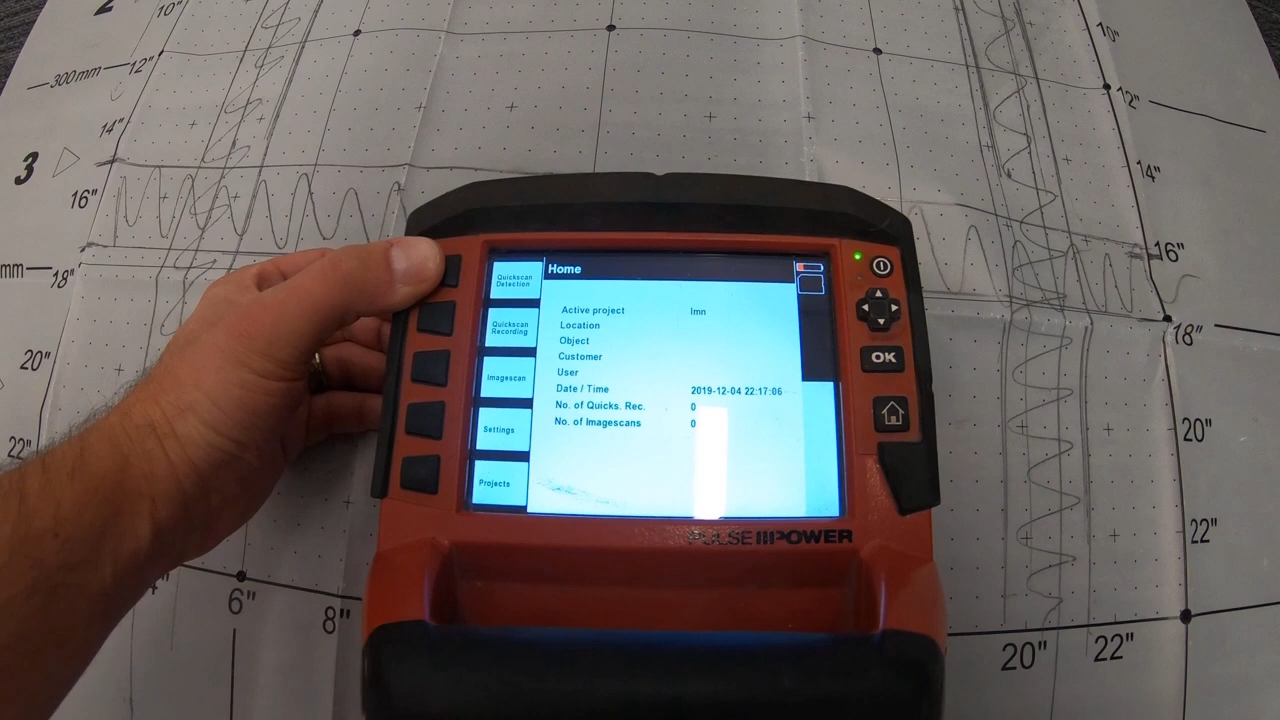 2
10"
300mm
12"
14"
3
16"
mm
18"
20"
22"
10"
12"
14"
16"
18"
20"
22"
6"
8"
20"
22"
Quickscan
Detection
Quickscan
Recording
Imagescan
Settings
Projects
Home
Active project lmn
Location
Object
Customer
User
Date / Time 2019-12-04 22:17:06
No. of Quicks. Rec. 0
No. of Imagescans 0
OK
PULSE POWER